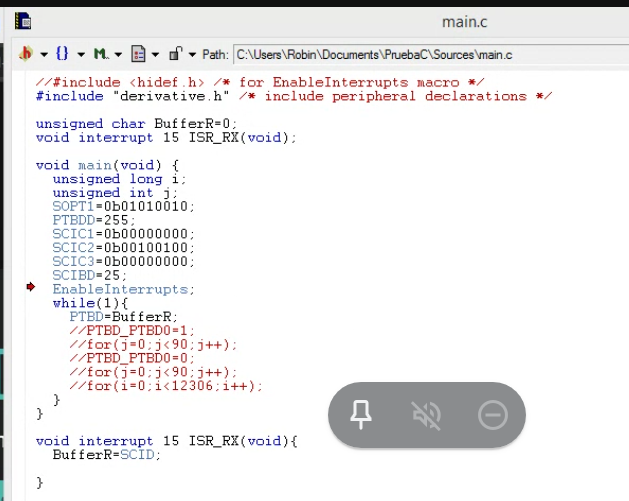 main.c
Path: C:\Users\Robin\Documents\PruebaC\Sources\main.c
//#include <hidef.h> /* for EnableInterrupts macro */
#include "derivative.h" /* include peripheral declarations */
unsigned char BufferR=0;
void interrupt 15 ISR_RX(void);
void main(void) {
unsigned long i;
unsigned int j;
SOPT1=0b01010010;
PTBDD=255;
SCIC1=0b00000000;
SCIC2=0b00100100;
SCIC3=0b00000000;
SCIBD=25;
EnableInterrupts;
while(1){
PTBD=BufferR;
//PTBD_PTBD0=1;
//for(j=0;j<90;j++);
//PTBD_PTBD0=0;
//for(j=0;j<90;j++);
//for(i=0;i<12306;i++);
}
}
void interrupt 15 ISR_RX(void){
BufferR=SCID;
}